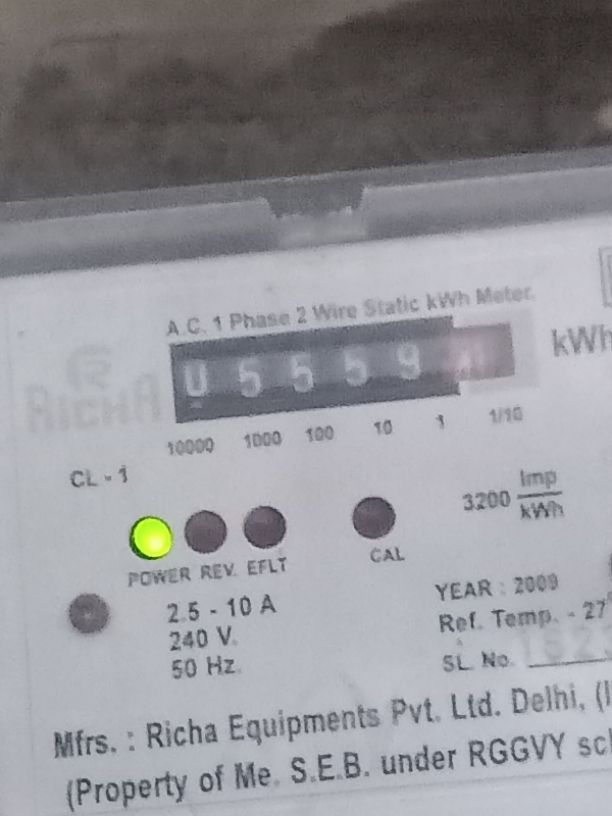 A.C. 1 Phase 2 Wire Static kWh Meter.
RICHA
0 5 5 5 9
kWh
10000 1000 100 10 1 1/10
CL - 1
3200 Imp/kWh
POWER REV. EFLT
CAL
2.5 - 10 A
240 V.
50 Hz.
YEAR : 2009
Ref. Temp. - 27
SL. No.
Mfrs. : Richa Equipments Pvt. Ltd. Delhi,
(Property of Me. S.E.B. under RGGVY